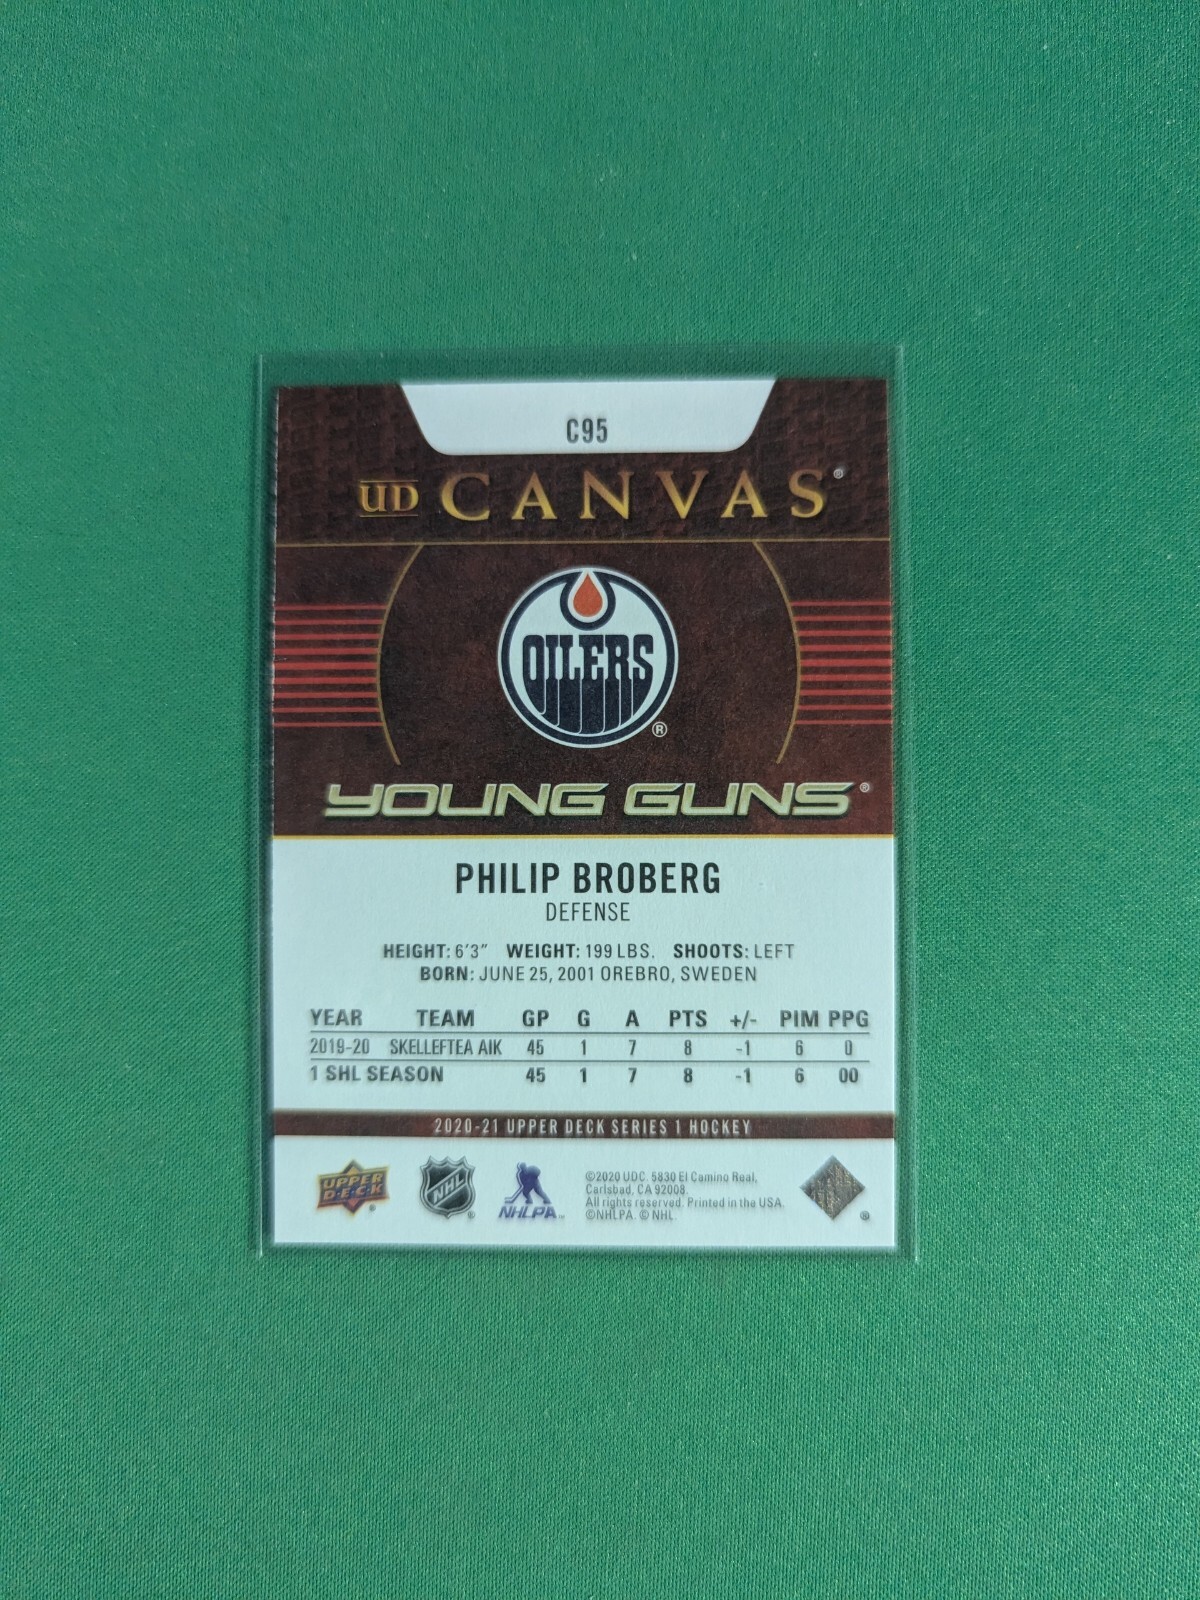 C95
UD CANVAS®
OILERS
®
YOUNG GUNS®
PHILIP BROBERG
DEFENSE
HEIGHT: 6'3" WEIGHT: 199 LBS. SHOOTS: LEFT
BORN: JUNE 25, 2001 OREBRO, SWEDEN
YEAR TEAM GP G A PTS +/- PIM PPG
2019-20 SKELLEFTEA AIK 45 1 7 8 -1 6 0
1 SHL SEASON 45 1 7 8 -1 6 00
2020-21 UPPER DECK SERIES 1 HOCKEY
UPPER
DECK ®
NHL ®
NHLPA™
©2020 UDC. 5830 El Camino Real,
Carlsbad, CA 92008.
All rights reserved. Printed in the USA.
©NHLPA. © NHL.
®